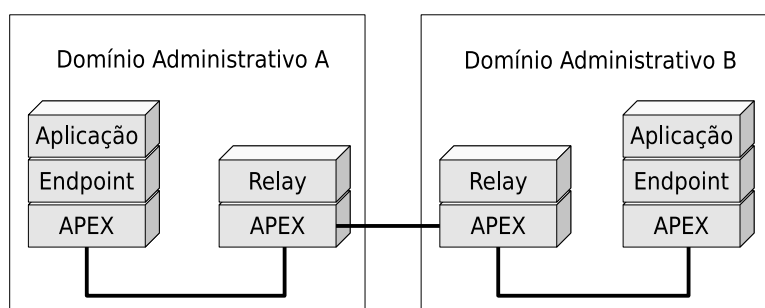 Domínio Administrativo A
Aplicação
Endpoint
APEX
Relay
APEX
Domínio Administrativo B
Relay
APEX
Aplicação
Endpoint
APEX